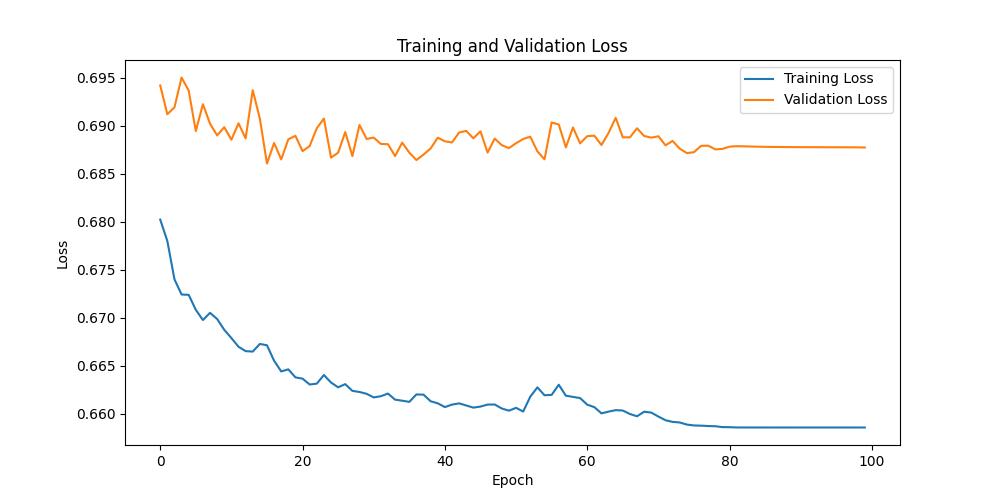 Training and Validation Loss
Training Loss
Validation Loss
Loss
0.695
0.690
0.685
0.680
0.675
0.670
0.665
0.660
0 20 40 60 80 100
Epoch